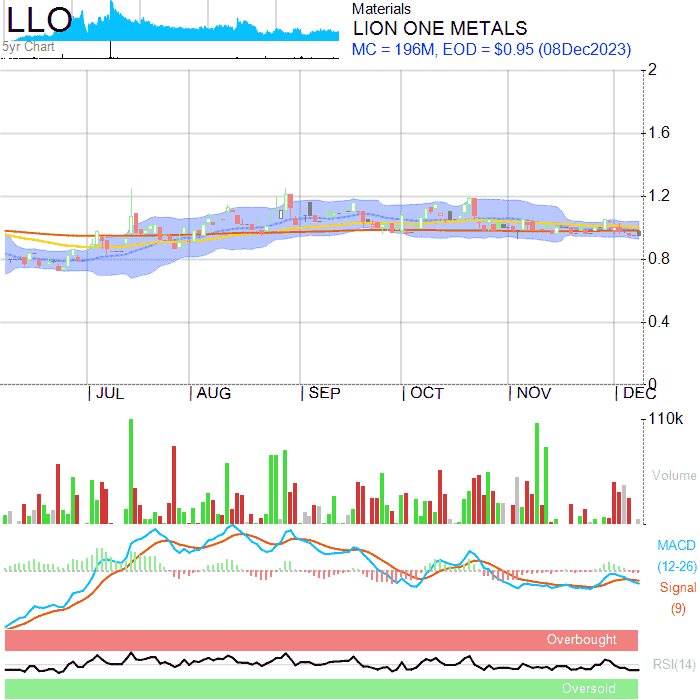 LLO
5yr Chart
Materials
LION ONE METALS
MC = 196M, EOD = $0.95 (08Dec2023)
2
1.6
1.2
0.8
0.4
0
JUL
AUG
SEP
OCT
NOV
DEC
110k
Volume
MACD
(12-26)
Signal
(9)
Overbought
RSI(14)
Oversold